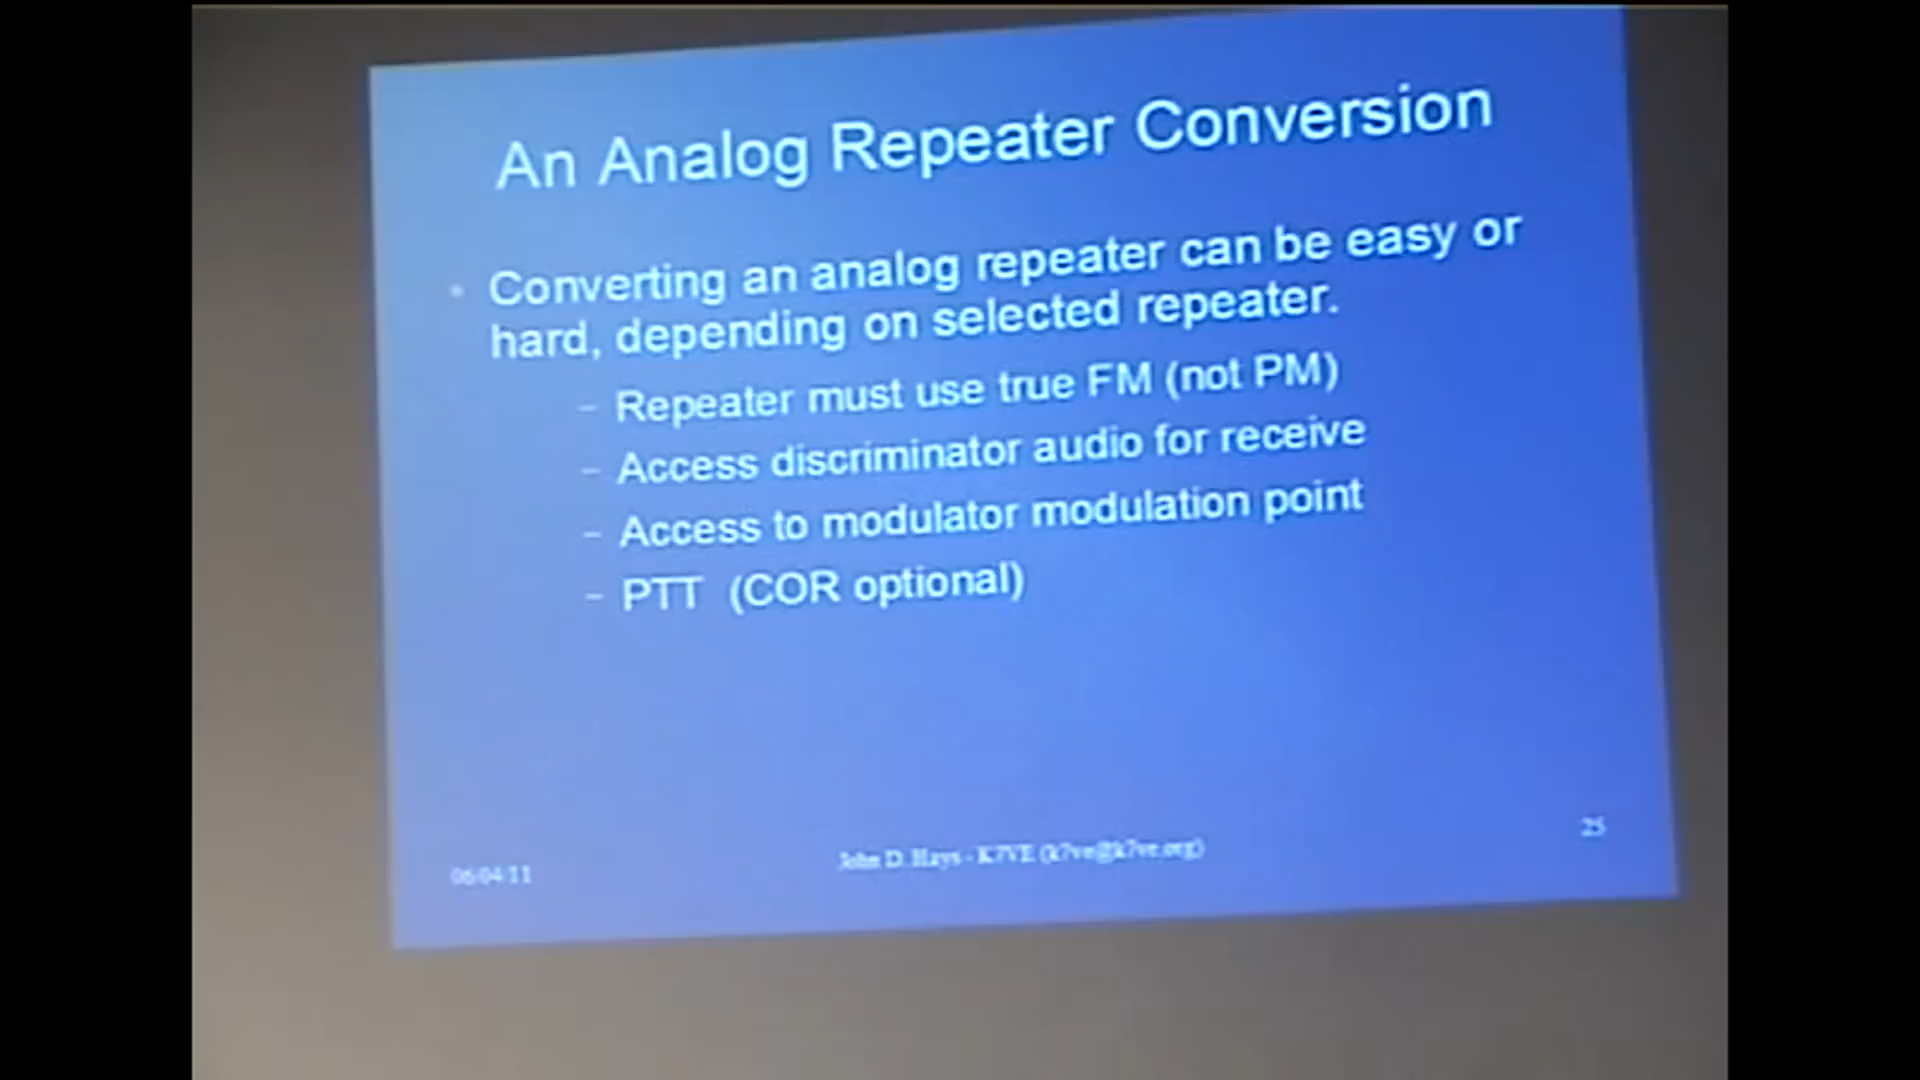 An Analog Repeater Conversion
• Converting an analog repeater can be easy or
hard, depending on selected repeater.
– Repeater must use true FM (not PM)
– Access discriminator audio for receive
– Access to modulator modulation point
– PTT (COR optional)
06/04/11
John D. Hays - K7VE (k7ve@k7ve.org)
25